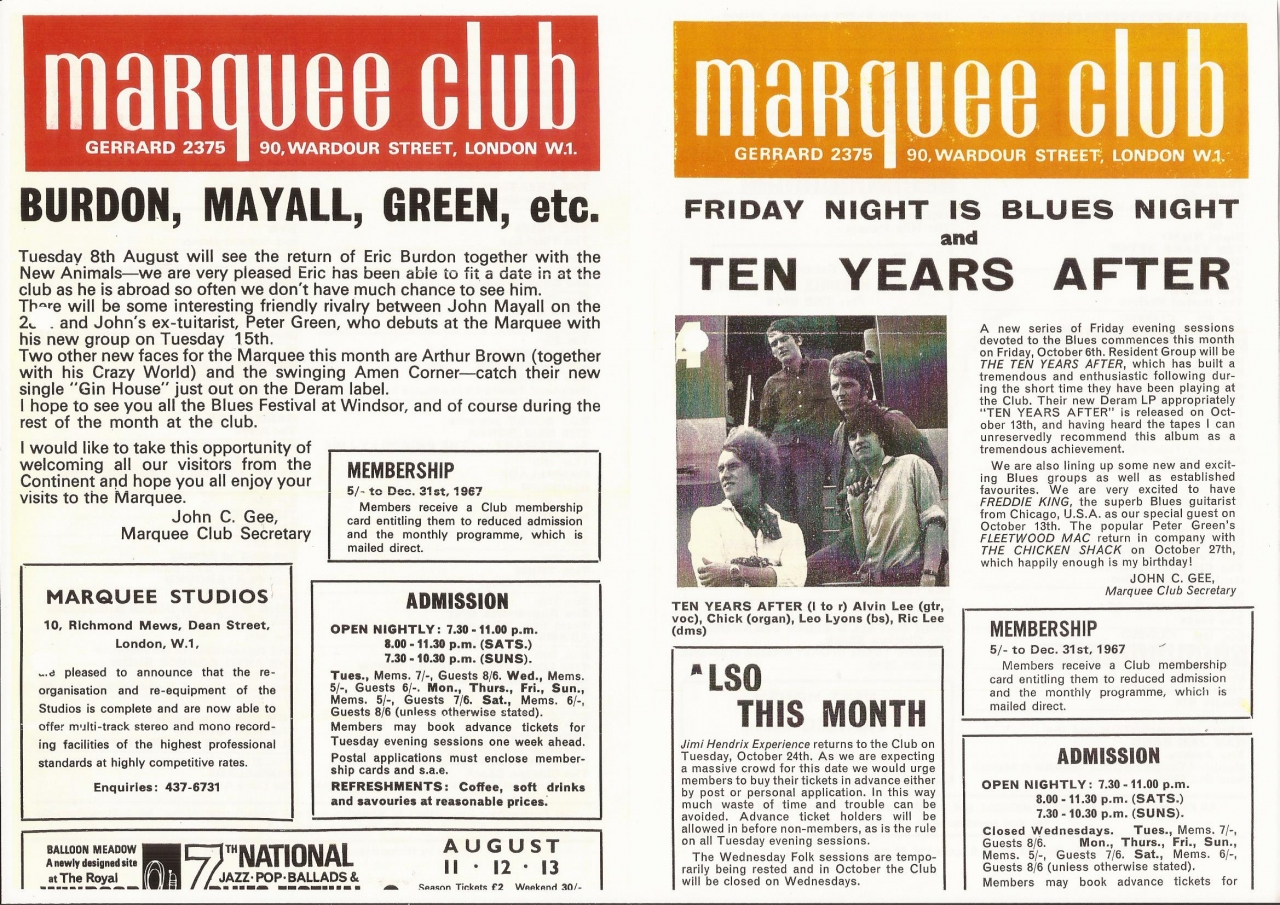 marquee club
GERRARD 2375 90, WARDOUR STREET, LONDON W.1.
BURDON, MAYALL, GREEN, etc.
Tuesday 8th August will see the return of Eric Burdon together with the
New Animals—we are very pleased Eric has been able to fit a date in at the
club as he is abroad so often we don't have much chance to see him.
There will be some interesting friendly rivalry between John Mayall on the
and John's ex-tuitarist, Peter Green, who debuts at the Marquee with
his new group on Tuesday 15th.
Two other new faces for the Marquee this month are Arthur Brown (together
with his Crazy World) and the swinging Amen Corner—catch their new
single "Gin House" just out on the Deram label.
I hope to see you all the Blues Festival at Windsor, and of course during the
rest of the month at the club.
I would like to take this opportunity of
welcoming all our visitors from the
Continent and hope you all enjoy your
visits to the Marquee.
John C. Gee,
Marquee Club Secretary
MEMBERSHIP
5/- to Dec. 31st, 1967
Members receive a Club membership
card entitling them to reduced admission
and the monthly programme, which is
mailed direct.
MARQUEE STUDIOS
10, Richmond Mews, Dean Street,
London, W.1,
pleased to announce that the re-
organisation and re-equipment of the
Studios is complete and are now able to
offer multi-track stereo and mono record-
ing facilities of the highest professional
standards at highly competitive rates.
Enquiries: 437-6731
ADMISSION
OPEN NIGHTLY: 7.30 - 11.00 p.m.
8.00 - 11.30 p.m. (SATS.)
7.30 - 10.30 p.m. (SUNS).
Tues., Mems. 7/-, Guests 8/6. Wed., Mems.
5/-, Guests 6/-. Mon., Thurs., Fri., Sun.,
Mems. 5/-, Guests 7/6. Sat., Mems. 6/-,
Guests 8/6 (unless otherwise stated).
Members may book advance tickets for
Tuesday evening sessions one week ahead.
Postal applications must enclose member-
ship cards and s.a.e.
REFRESHMENTS: Coffee, soft drinks
and savouries at reasonable prices.
BALLOON MEADOW
A newly designed site
at The Royal
7TH NATIONAL
JAZZ·POP·BALLADS &
BLUES FESTIVAL
AUGUST
11 · 12 · 13
Season Tickets £2 Weekend 30/-
marquee club
GERRARD 2375 90, WARDOUR STREET, LONDON W.1.
FRIDAY NIGHT IS BLUES NIGHT
and
TEN YEARS AFTER
A new series of Friday evening sessions
devoted to the Blues commences this month
on Friday, October 6th. Resident Group will be
THE TEN YEARS AFTER, which has built a
tremendous and enthusiastic following dur-
ing the short time they have been playing at
the Club. Their new Deram LP appropriately
"TEN YEARS AFTER" is released on Oct-
ober 13th, and having heard the tapes I can
unreservedly recommend this album as a
tremendous achievement.
We are also lining up some new and excit-
ing Blues groups as well as established
favourites. We are very excited to have
FREDDIE KING, the superb Blues guitarist
from Chicago, U.S.A. as our special guest on
October 13th. The popular Peter Green's
FLEETWOOD MAC return in company with
THE CHICKEN SHACK on October 27th,
which happily enough is my birthday!
JOHN C. GEE,
Marquee Club Secretary
TEN YEARS AFTER (l to r) Alvin Lee (gtr,
voc), Chick (organ), Leo Lyons (bs), Ric Lee
(dms)
ALSO
THIS MONTH
Jimi Hendrix Experience returns to the Club on
Tuesday, October 24th. As we are expecting
a massive crowd for this date we would urge
members to buy their tickets in advance either
by post or personal application. In this way
much waste of time and trouble can be
avoided. Advance ticket holders will be
allowed in before non-members, as is the rule
on all Tuesday evening sessions.
The Wednesday Folk sessions are tempo-
rarily being rested and in October the Club
will be closed on Wednesdays.
MEMBERSHIP
5/- to Dec. 31st, 1967
Members receive a Club membership
card entitling them to reduced admission
and the monthly programme, which is
mailed direct.
ADMISSION
OPEN NIGHTLY: 7.30 - 11.00 p.m.
8.00 - 11.30 p.m. (SATS.)
7.30 - 10.30 p.m. (SUNS).
Closed Wednesdays. Tues., Mems. 7/-,
Guests 8/6. Mon., Thurs., Fri., Sun.,
Mems. 5/-, Guests 7/6. Sat., Mems. 6/-,
Guests 8/6 (unless otherwise stated).
Members may book advance tickets for